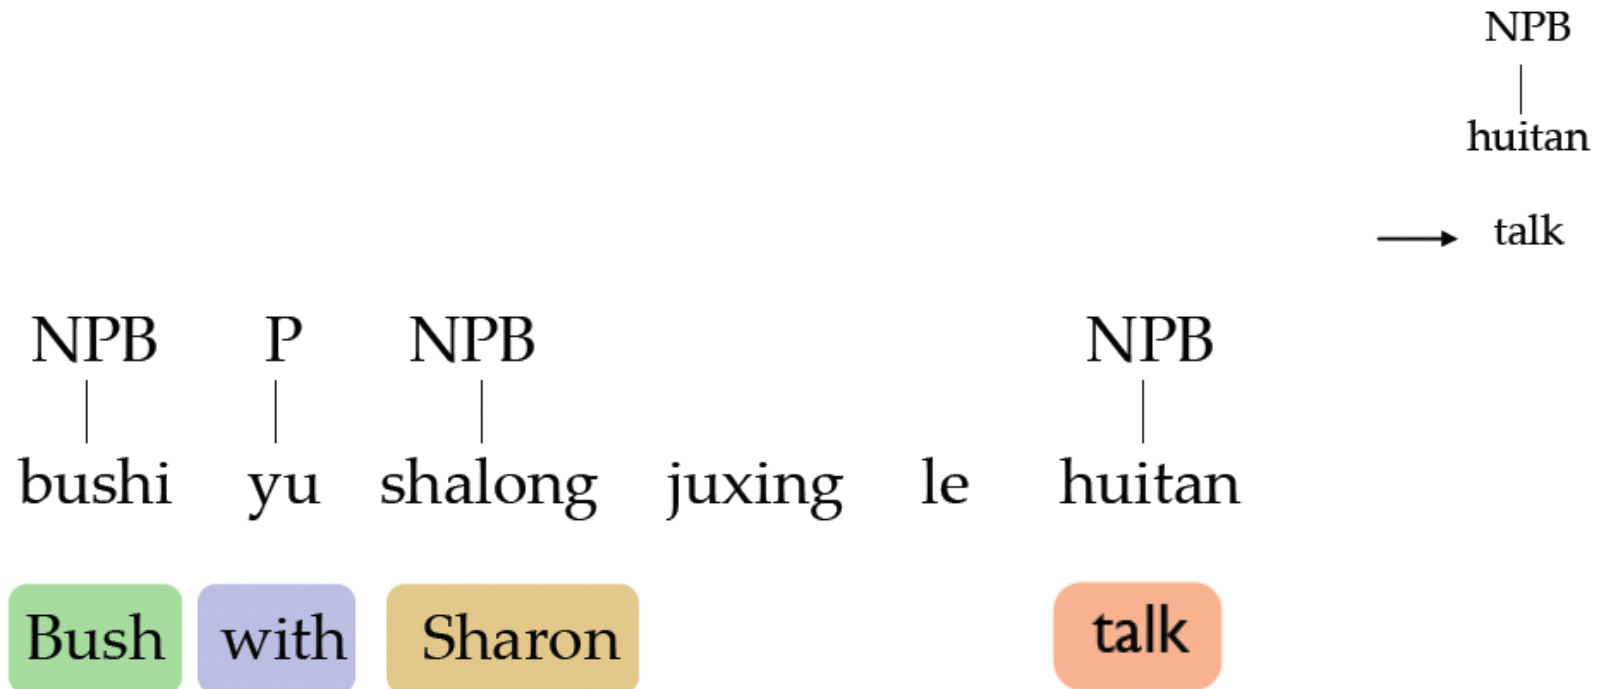 NPB
huitan
talk
NPB P NPB NPB
bushi yu shalong juxing le huitan
Bush with Sharon talk